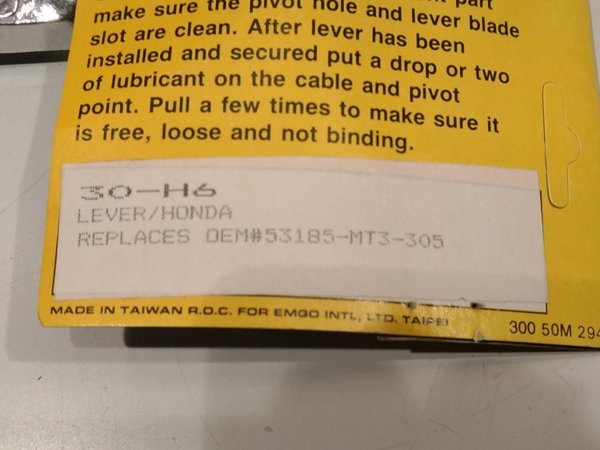 part
make sure the pivot hole and lever blade
slot are clean. After lever has been
installed and secured put a drop or two
of lubricant on the cable and pivot
point. Pull a few times to make sure it
is free, loose and not binding.
30-H6
LEVER/HONDA
REPLACES OEM#53185-MT3-305
MADE IN TAIWAN R.O.C. FOR EMGO INTL, LTD. TAIPEI
300 50M 294